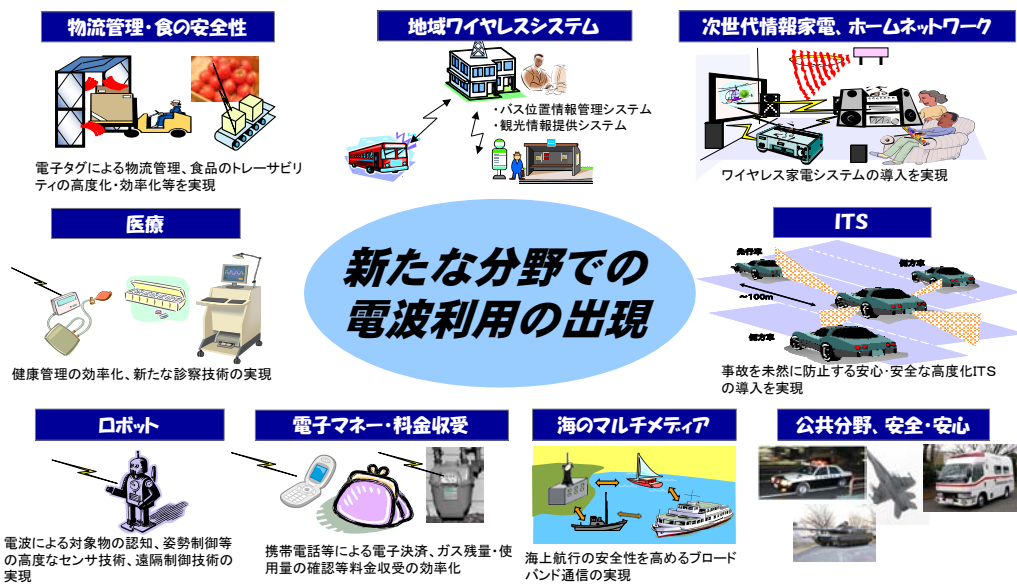 物流管理・食の安全性
地域ワイヤレスシステム
次世代情報家電、ホームネットワーク
・バス位置情報管理システム
・観光情報提供システム
電子タグによる物流管理、食品のトレーサビリ
ティの高度化・効率化等を実現
ワイヤレス家電システムの導入を実現
医療
ITS
新たな分野での
電波利用の出現
先行車
側方車
～100m
側方車
健康管理の効率化、新たな診察技術の実現
事故を未然に防止する安心・安全な高度化ITS
の導入を実現
ロボット
電子マネー・料金収受
海のマルチメディア
公共分野、安全・安心
電波による対象物の認知、姿勢制御等
の高度なセンサ技術、遠隔制御技術の
実現
携帯電話等による電子決済、ガス残量・使
用量の確認等料金収受の効率化
海上航行の安全性を高めるブロード
バンド通信の実現